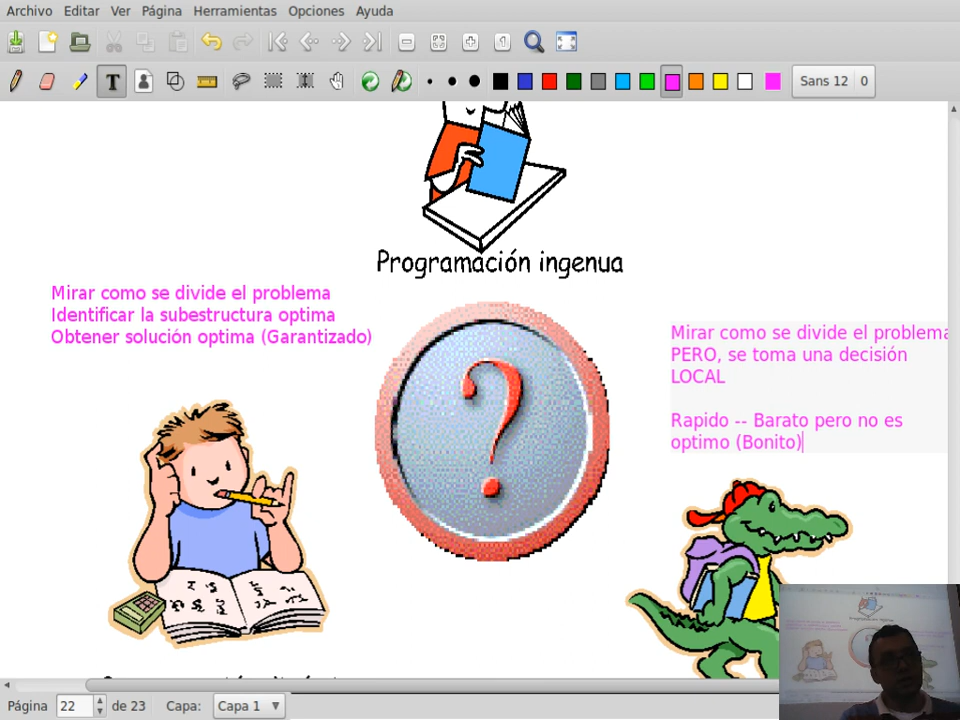 Archivo Editar Ver Página Herramientas Opciones Ayuda
T
Sans 12 0
Programación ingenua
Mirar como se divide el problema
Identificar la subestructura optima
Obtener solución optima (Garantizado)
Mirar como se divide el problema
PERO, se toma una decisión
LOCAL
Rapido -- Barato pero no es
optimo (Bonito)
?
Página 22 de 23 Capa: Capa 1